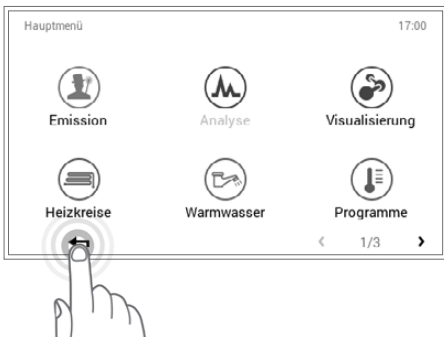 Hauptmenü 17:00
Emission Analyse Visualisierung
Heizkreise Warmwasser Programme
1/3